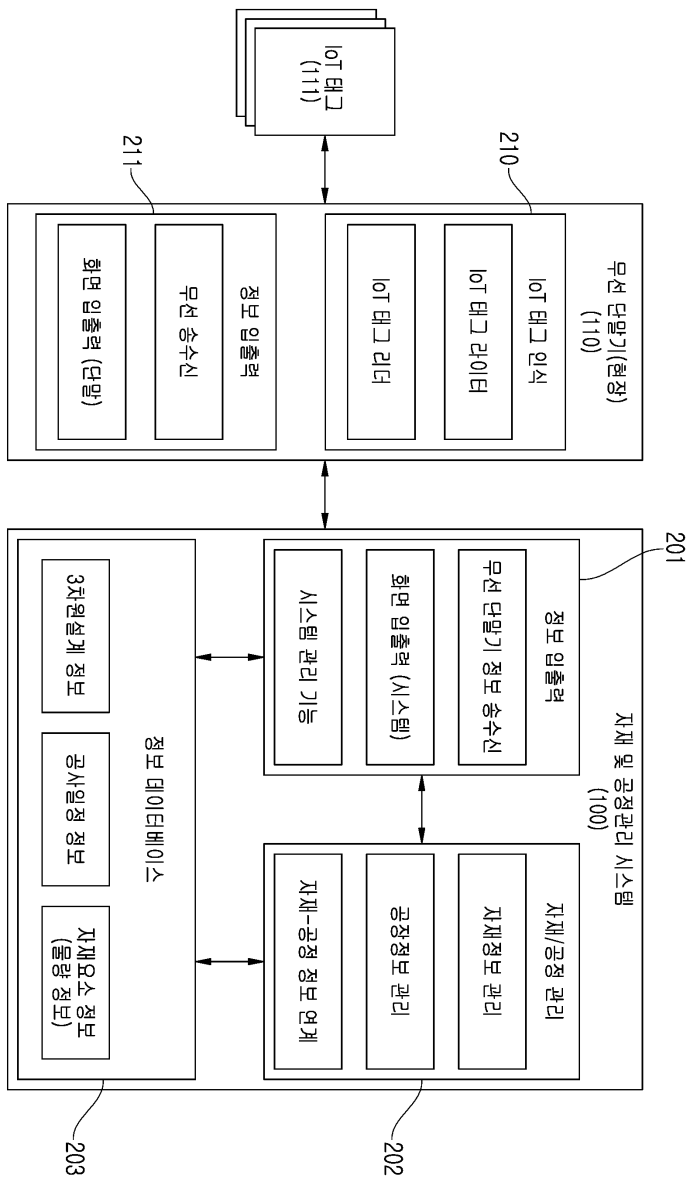 IoT 태그
(111)
무선 단말기(현장)
(110)
210
IoT 태그 인식
IoT 태그 라이터
IoT 태그 리더
211
정보 입출력
무선 송수신
화면 입출력 (단말)
자재 및 공정관리 시스템
(100)
201
정보 입출력
무선 단말기 정보 송수신
화면 입출력 (시스템)
시스템 관리 기능
자재/공정 관리
자재정보 관리
공장정보 관리
자재-공정 정보 연계
202
정보 데이터베이스
3차원설계 정보
공사일정 정보
자재요소 정보
(물량 정보)
203